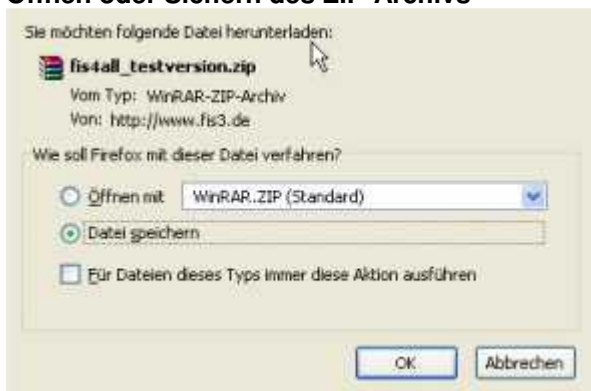 Öffnen oder Sichern des ZIP-Archivs
Sie möchten folgende Datei herunterladen:
fis4all_testversion.zip
Vom Typ: WinRAR-ZIP-Archiv
Von: http://www.fis3.de
Wie soll Firefox mit dieser Datei verfahren?
Öffnen mit WinRAR.ZIP (Standard)
Datei speichern
Für Dateien dieses Typs immer diese Aktion ausführen
OK Abbrechen